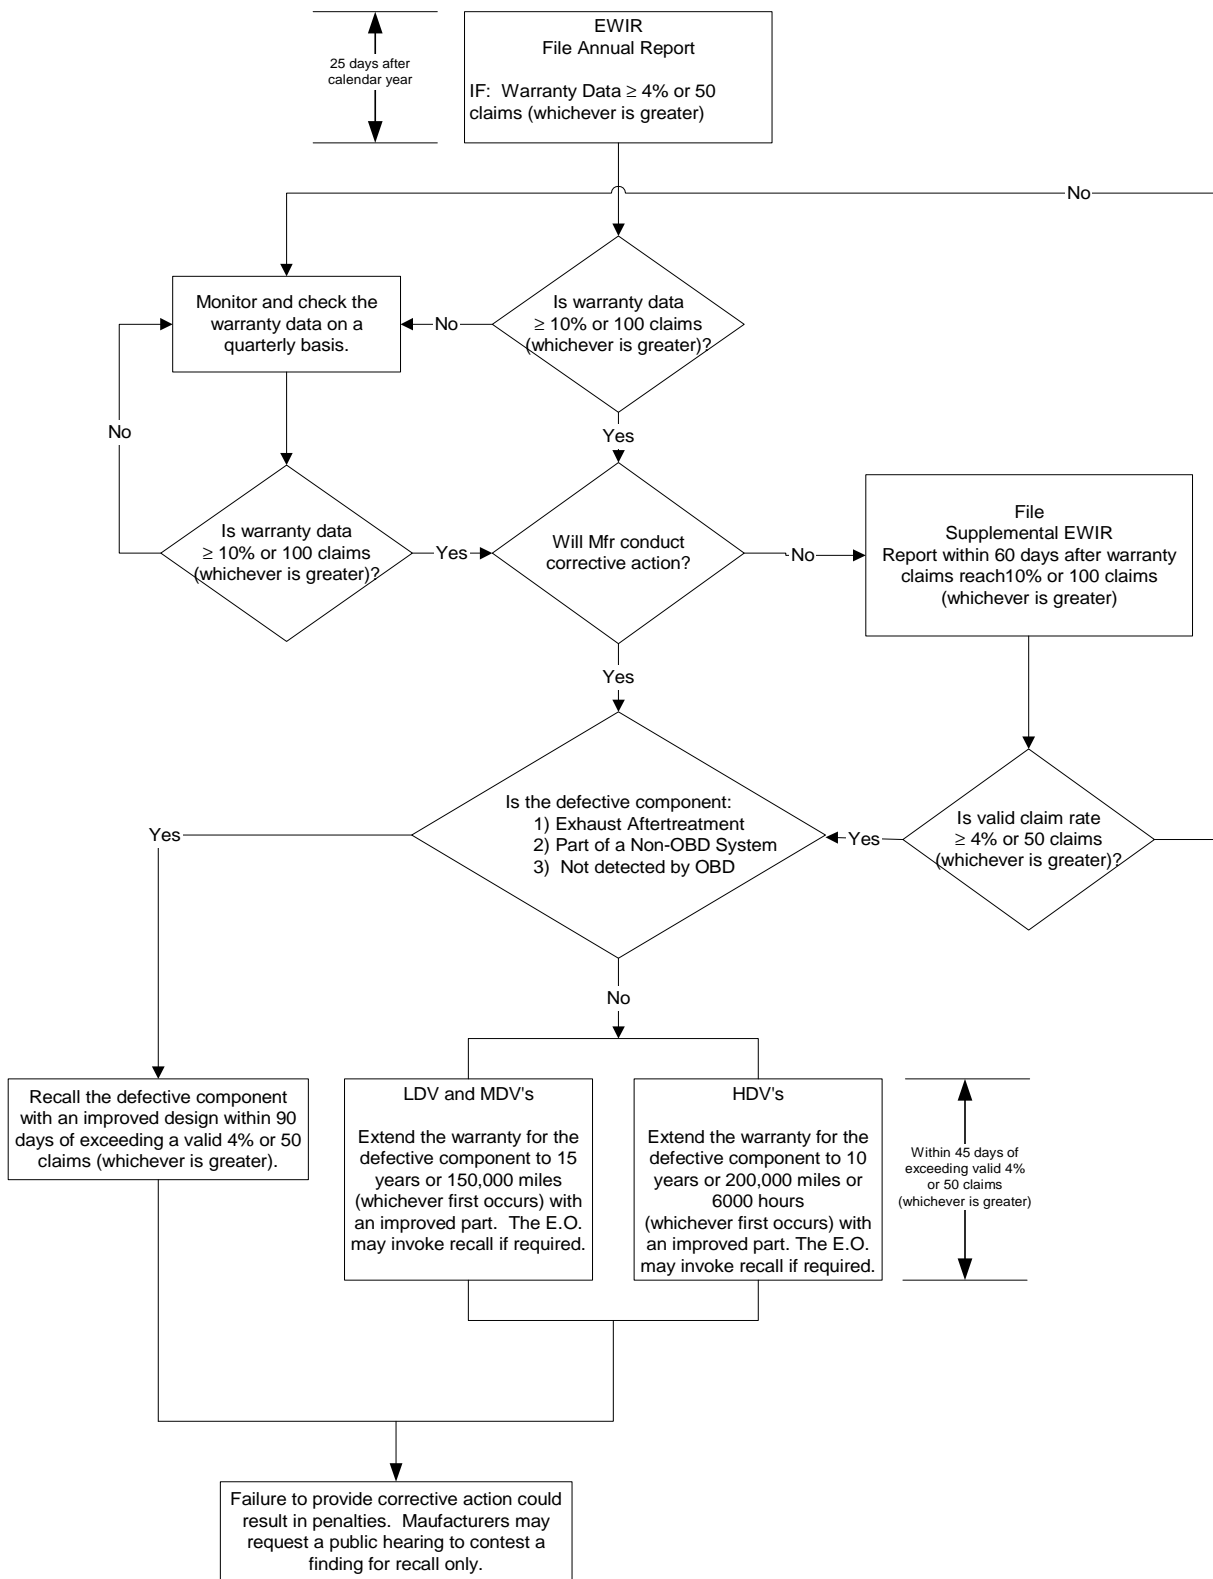 EWIR
File Annual Report
IF:  Warranty Data ≥ 4% or 50
claims (whichever is greater)
25 days after
calendar year
No
Monitor and check the
warranty data on a
quarterly basis.
No
Is warranty data
≥ 10% or 100 claims
(whichever is greater)?
No
Yes
Is warranty data
≥ 10% or 100 claims
(whichever is greater)?
Yes
Will Mfr conduct
corrective action?
No
File
Supplemental EWIR
Report within 60 days after warranty
claims reach10% or 100 claims
(whichever is greater)
Yes
Yes
Is the defective component:
1) Exhaust Aftertreatment
2) Part of a Non-OBD System
3)  Not detected by OBD
Yes
Is valid claim rate
≥ 4% or 50 claims
(whichever is greater)?
No
Recall the defective component
with an improved design within 90
days of exceeding a valid 4% or 50
claims (whichever is greater).
LDV and MDV's
Extend the warranty for the
defective component to 15
years or 150,000 miles
(whichever first occurs) with
an improved part.  The E.O.
may invoke recall if required.
HDV's
Extend the warranty for the
defective component to 10
years or 200,000 miles or
6000 hours
(whichever first occurs) with
an improved part. The E.O.
may invoke recall if required.
Within 45 days of
exceeding valid 4%
or 50 claims
(whichever is greater)
Failure to provide corrective action could
result in penalties.  Maufacturers may
request a public hearing to contest a
finding for recall only.